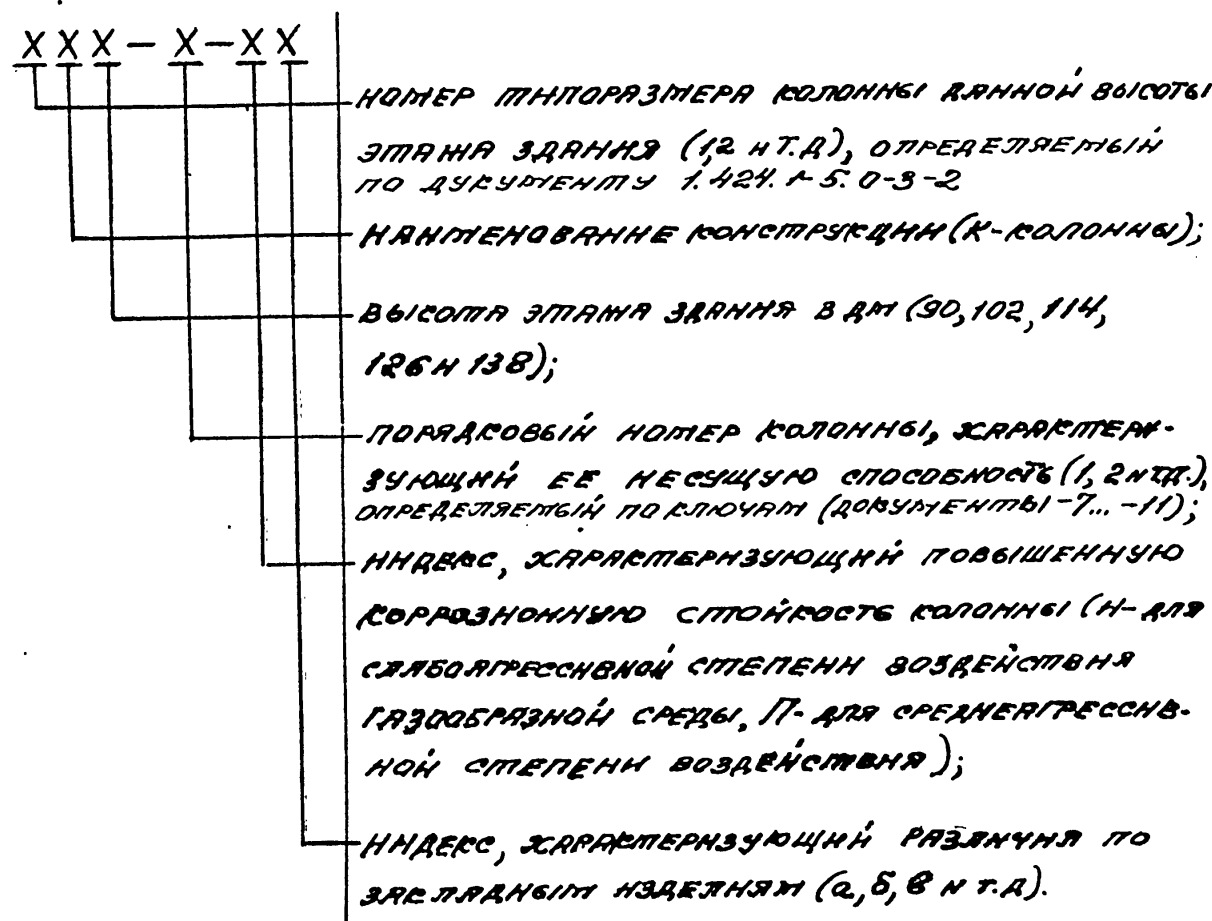 ХХХ-Х-ХХ
НОМЕР ТИПОРАЗМЕРА КОЛОННЫ ДАННОЙ ВЫСОТЫ
ЭТАЖА ЗДАНИЯ (1,2 и т.д), ОПРЕДЕЛЯЕМЫЙ
ПО ДУКУМЕНТУ 1.424.1-5.0-3-2
НАИМЕНОВАНИЕ КОНСТРУКЦИИ (К-КОЛОННЫ);
ВЫСОТА ЭТАЖА ЗДАНИЯ В ДМ (90, 102, 114,
126 и 138);
ПОРЯДКОВЫЙ НОМЕР КОЛОННЫ, ХАРАКТЕРИ-
ЗУЮЩИЙ ЕЕ НЕСУЩУЮ СПОСОБНОСТЬ (1, 2 и т.д.),
ОПРЕДЕЛЯЕМЫЙ ПО КЛЮЧАМ (ДОКУМЕНТЫ -7... -11);
ИНДЕКС, ХАРАКТЕРИЗУЮЩИЙ ПОВЫШЕННУЮ
КОРРОЗИОННУЮ СТОЙКОСТЬ КОЛОННЫ (Н- ДЛЯ
СЛАБОАГРЕССИВНОЙ СТЕПЕНИ ВОЗДЕЙСТВИЯ
ГАЗООБРАЗНОЙ СРЕДЫ, П- ДЛЯ СРЕДНЕАГРЕССИВ-
НОЙ СТЕПЕНИ ВОЗДЕЙСТВИЯ);
ИНДЕКС, ХАРАКТЕРИЗУЮЩИЙ РАЗЛИЧИЯ ПО
ЗАКЛАДНЫМ ИЗДЕЛИЯМ (а, б, в и т.д).